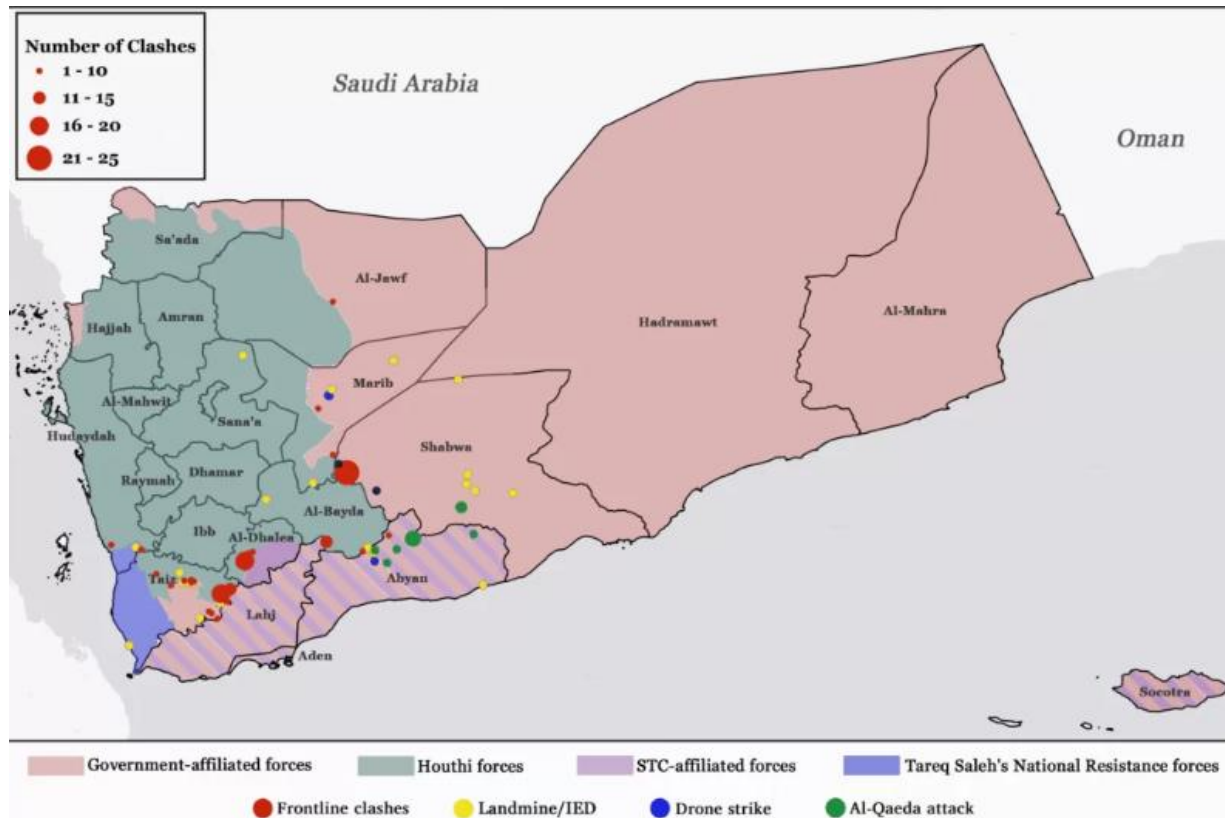 Number of Clashes
1 - 10
11 - 15
16 - 20
21 - 25
Saudi Arabia
Oman
Sa'ada
Al-Jawf
Hajjah
Amran
Hadramawt
Al-Mahra
Marib
Al-Mahwit
Sana'a
Hudaydah
Shabwa
Raymah
Dhamar
Al-Bayda
Ibb
Al-Dhalea
Taiz
Abyan
Lahj
Aden
Socotra
Government-affiliated forces
Houthi forces
STC-affiliated forces
Tareq Saleh's National Resistance forces
Frontline clashes
Landmine/IED
Drone strike
Al-Qaeda attack